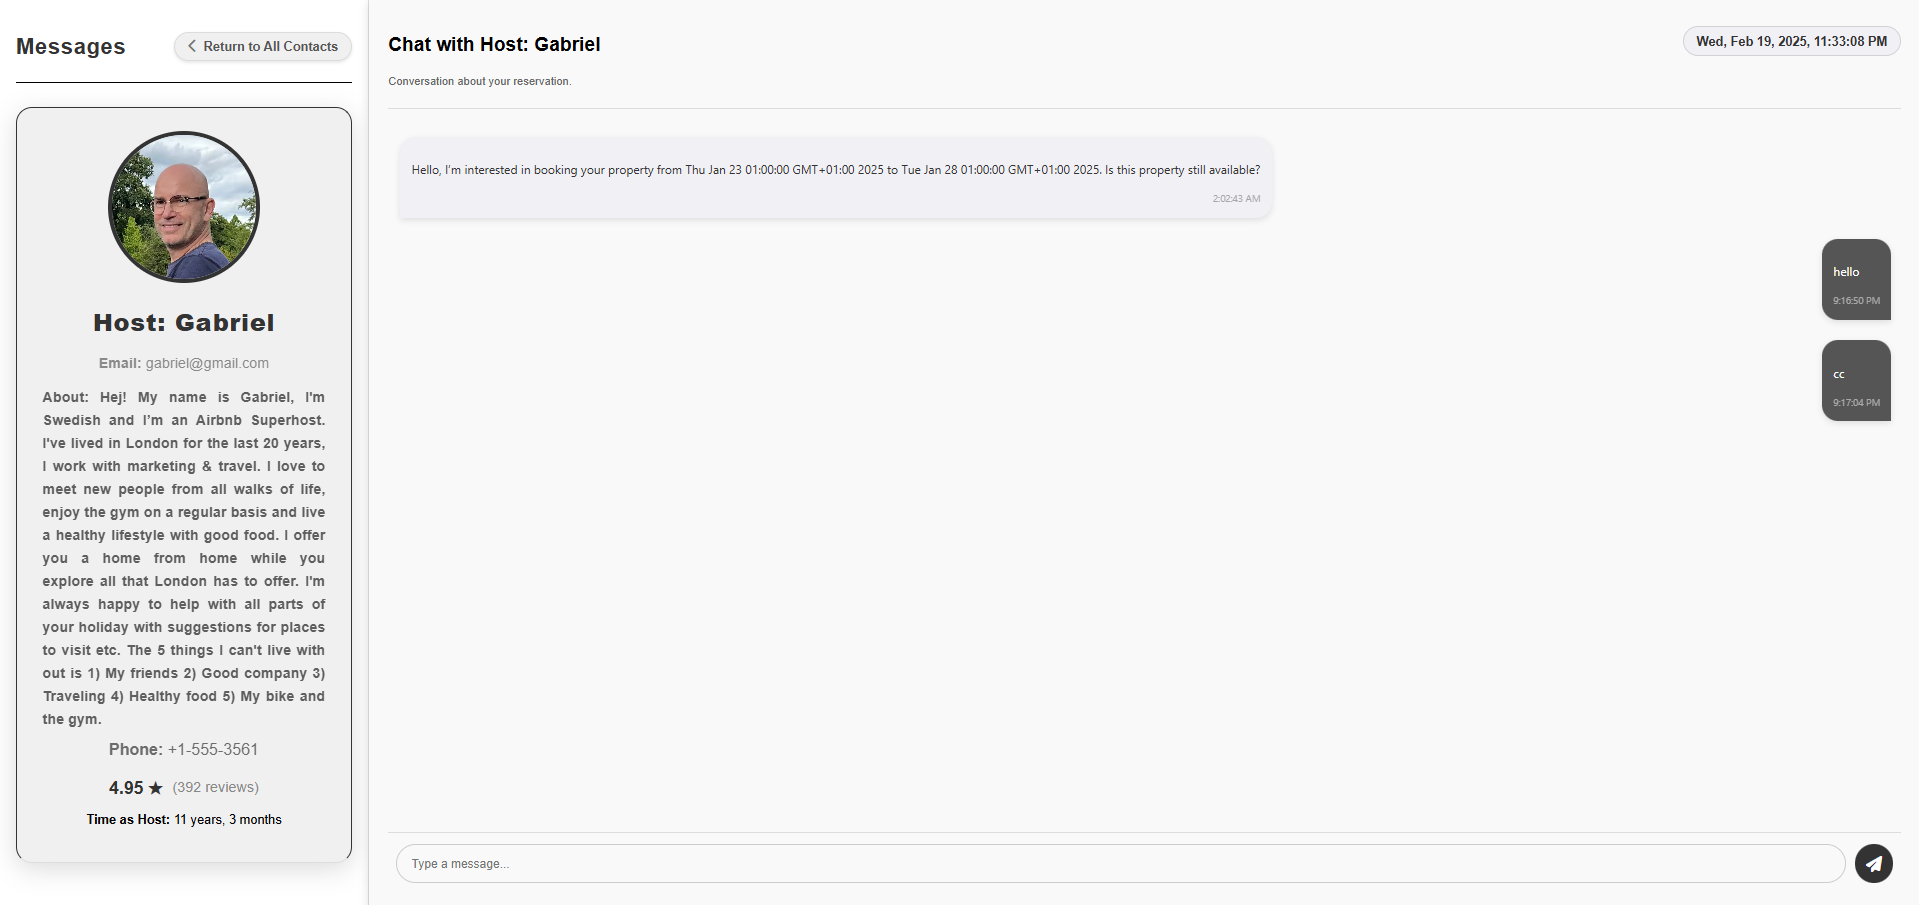 Messages
Return to All Contacts
Host: Gabriel
Email: gabriel@gmail.com
About: Hej! My name is Gabriel, I'm
Swedish and I’m an Airbnb Superhost.
I've lived in London for the last 20 years,
I work with marketing & travel. I love to
meet new people from all walks of life,
enjoy the gym on a regular basis and live
a healthy lifestyle with good food. I offer
you a home from home while you
explore all that London has to offer. I'm
always happy to help with all parts of
your holiday with suggestions for places
to visit etc. The 5 things I can't live with
out is 1) My friends 2) Good company 3)
Traveling 4) Healthy food 5) My bike and
the gym.
Phone: +1-555-3561
4.95 ★ (392 reviews)
Time as Host: 11 years, 3 months
Chat with Host: Gabriel
Wed, Feb 19, 2025, 11:33:08 PM
Conversation about your reservation.
Hello, I'm interested in booking your property from Thu Jan 23 01:00:00 GMT+01:00 2025 to Tue Jan 28 01:00:00 GMT+01:00 2025. Is this property still available?
2:02:43 AM
hello
9:16:50 PM
cc
9:17:04 PM
Type a message...